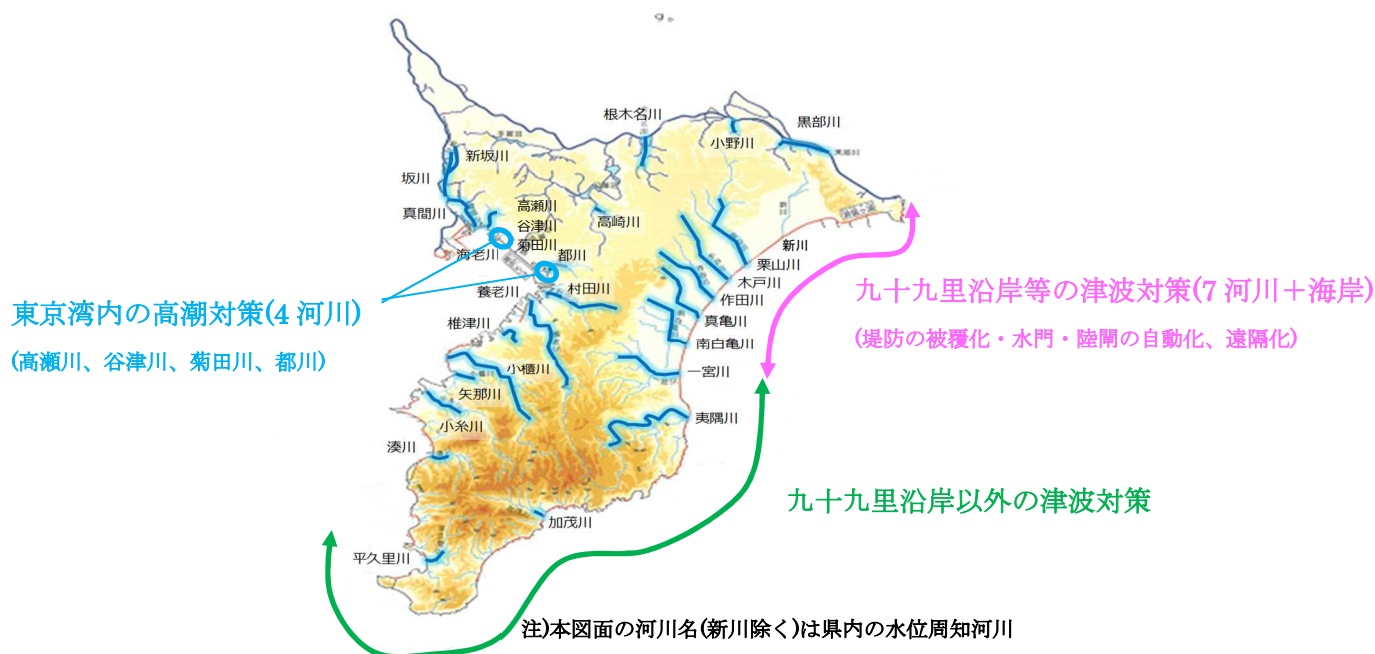 根木名川
黒部川
小野川
新坂川
坂川
高瀬川
真間川
高崎川
谷津川
菊田川
海老川
新川
都川
栗山川
木戸川
養老川
村田川
作田川
九十九里沿岸等の津波対策(7 河川＋海岸)
東京湾内の高潮対策(4 河川)
真亀川
椎津川
(堤防の被覆化・水門・陸閘の自動化、遠隔化)
南白亀川
(高瀬川、谷津川、菊田川、都川)
小櫃川
一宮川
矢那川
夷隅川
小糸川
湊川
九十九里沿岸以外の津波対策
加茂川
平久里川
注)本図面の河川名(新川除く)は県内の水位周知河川